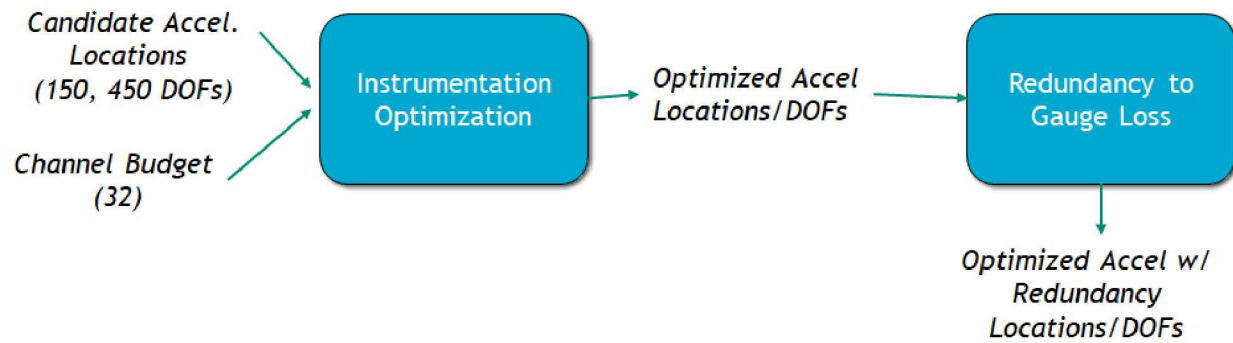 Candidate Accel.
Locations
(150, 450 DOFs)
Channel Budget
(32)
Instrumentation
Optimization
Optimized Accel
Locations/DOFs
Redundancy to
Gauge Loss
Optimized Accel w/
Redundancy
Locations/DOFs